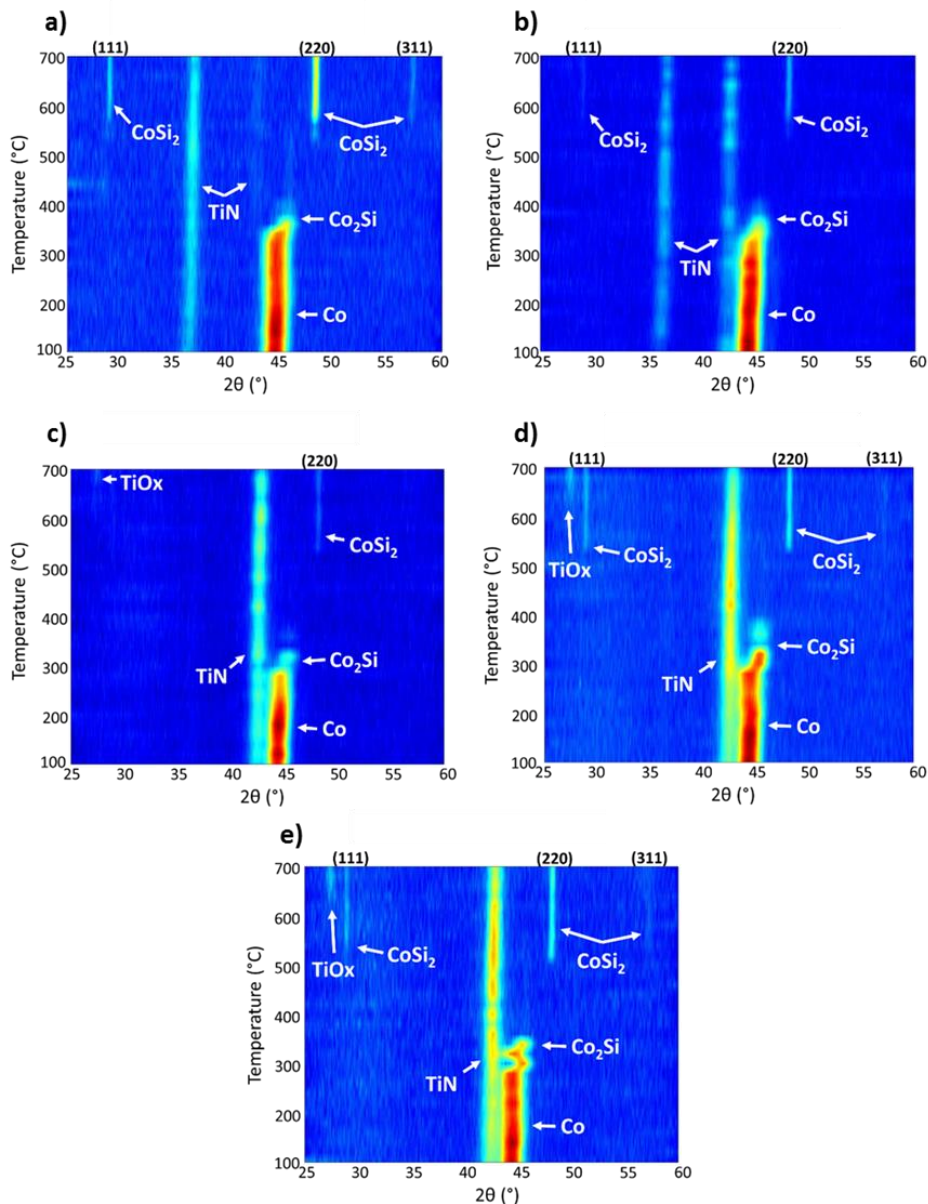 a)
(111) (220) (311)
700
600
500
400
300
200
100
Temperature (°C)
CoSi2
CoSi2
TiN
Co2Si
Co
25 30 35 40 45 50 55 60
2θ (°)
b)
(111) (220)
700
600
500
400
300
200
100
Temperature (°C)
CoSi2
CoSi2
Co2Si
TiN
Co
25 30 35 40 45 50 55 60
2θ (°)
c)
(220)
700
600
500
400
300
200
100
Temperature (°C)
TiOx
CoSi2
TiN
Co2Si
Co
25 30 35 40 45 50 55 60
2θ (°)
d)
(111) (220) (311)
700
600
500
400
300
200
100
Temperature (°C)
TiOx
CoSi2
CoSi2
TiN
Co2Si
Co
25 30 35 40 45 50 55 60
2θ (°)
e)
(111) (220) (311)
700
600
500
400
300
200
100
Temperature (°C)
TiOx
CoSi2
CoSi2
TiN
Co2Si
Co
25 30 35 40 45 50 55 60
2θ (°)